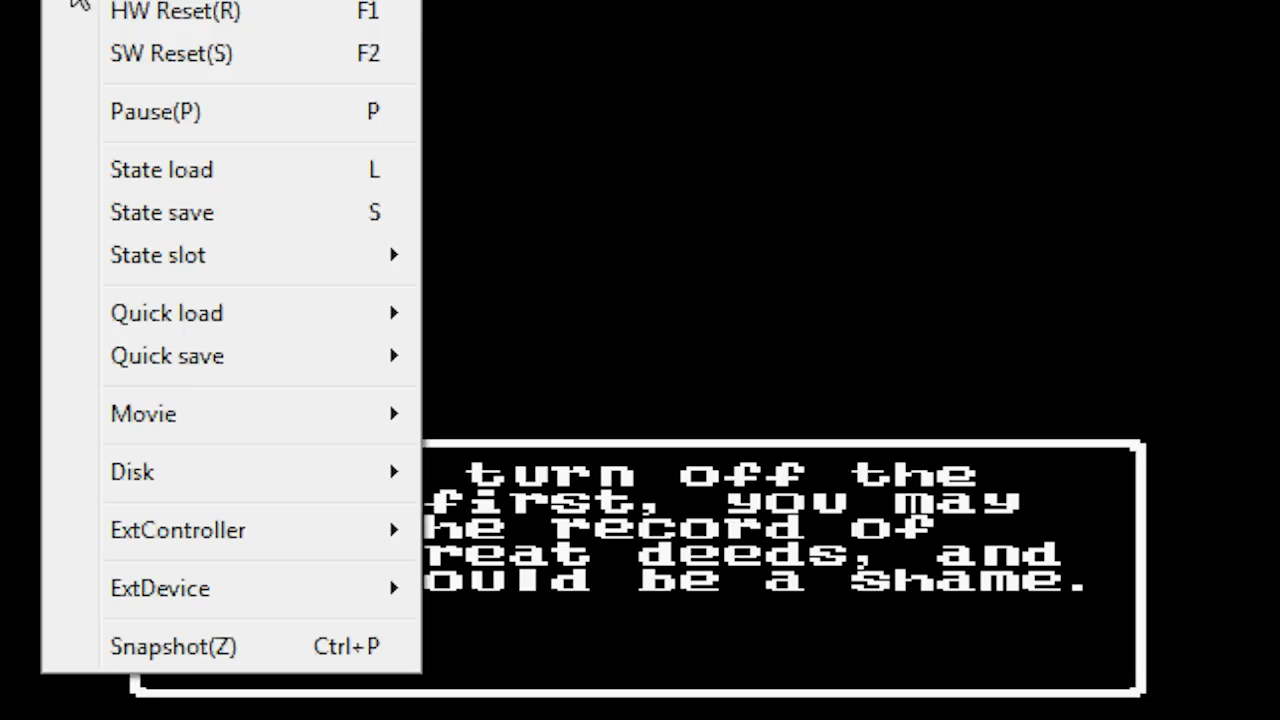 HW Reset(R) F1
SW Reset(S) F2
Pause(P) P
State load L
State save S
State slot
Quick load
Quick save
Movie
Disk
ExtController
ExtDevice
Snapshot(Z) Ctrl+P
turn off the
first, you may
he record of
reat deeds, and
ould be a shame.